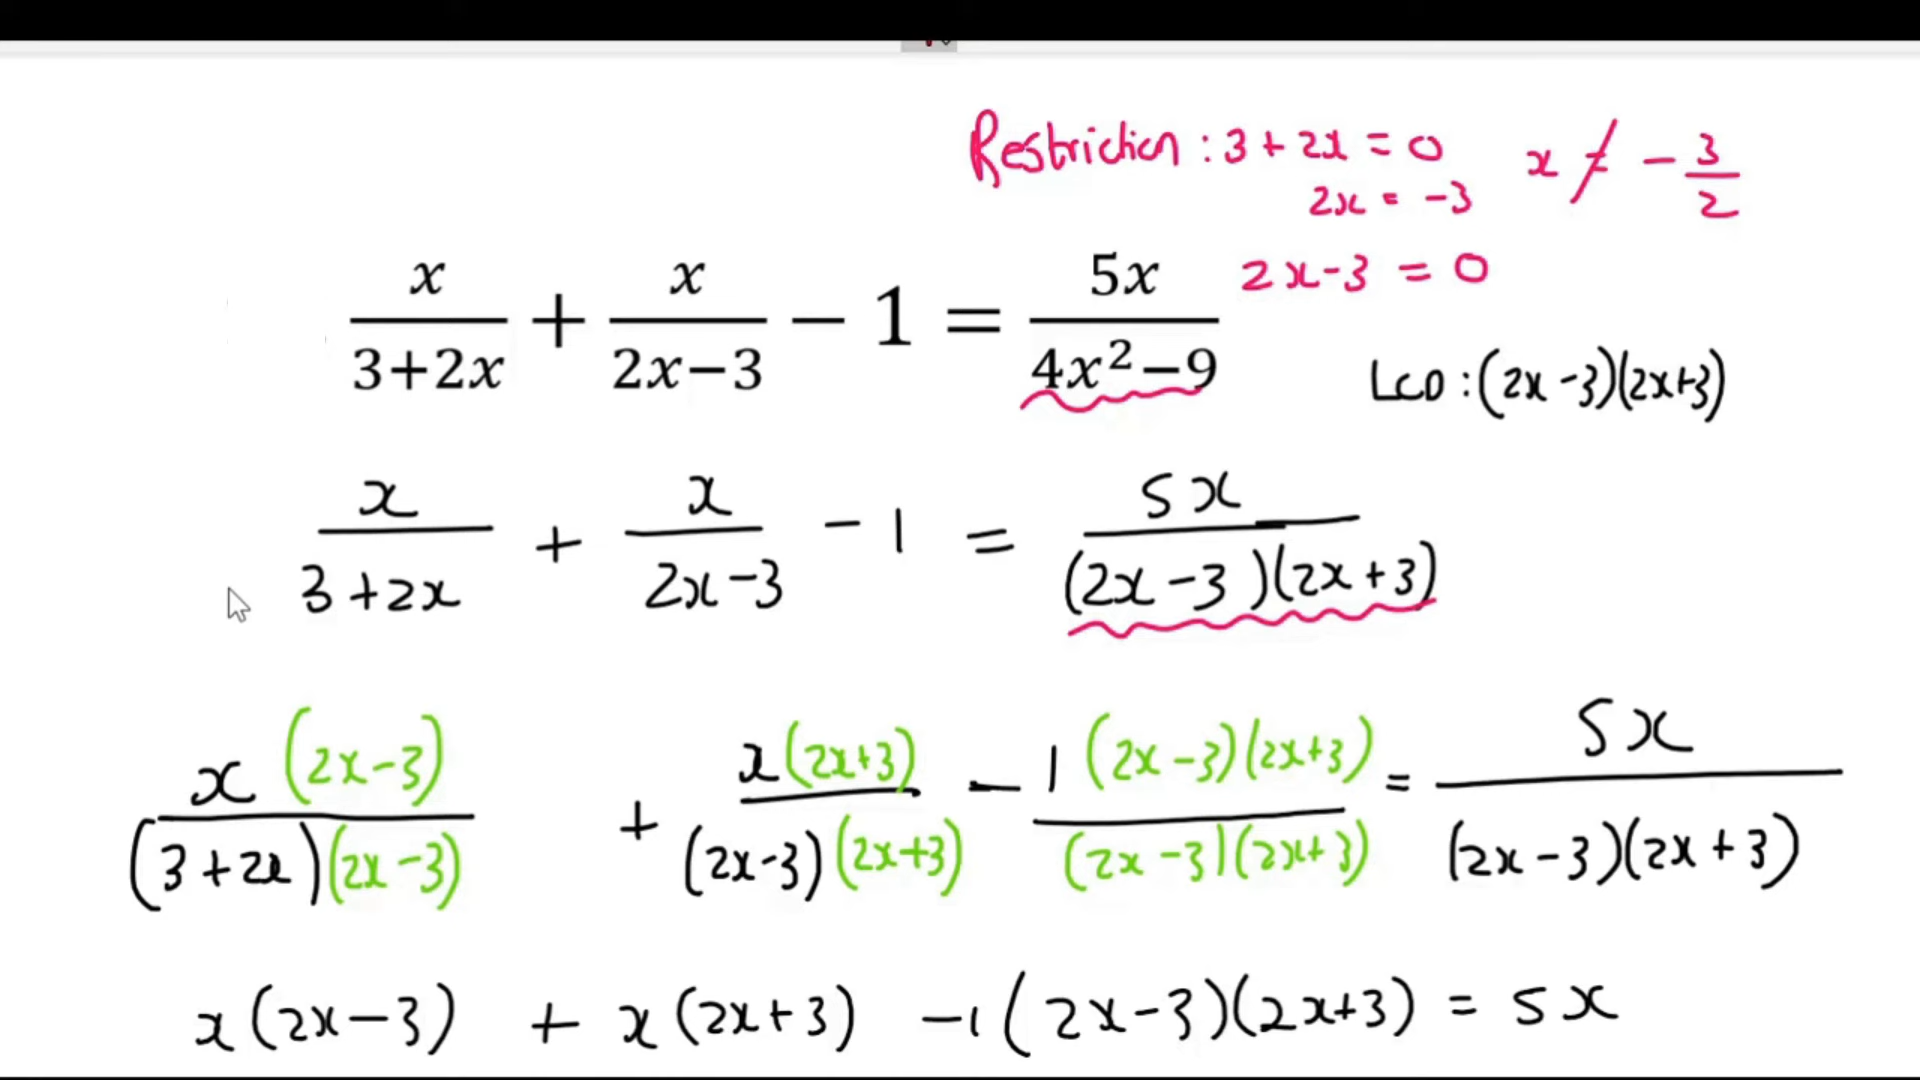 Restriction : 3 + 2x = 0 x ≠ - 3/2
2x = -3
2x-3 = 0
x/(3+2x) + x/(2x−3) − 1 = 5x/(4x²−9)
LCD : (2x-3)(2x+3)
x/(3+2x) + x/(2x-3) - 1 = 5x/((2x-3)(2x+3))
x(2x-3)/((3+2x)(2x-3)) + x(2x+3)/((2x-3)(2x+3)) - 1(2x-3)(2x+3)/((2x-3)(2x+3)) = 5x/((2x-3)(2x+3))
x(2x-3) + x(2x+3) -1(2x-3)(2x+3) = 5x